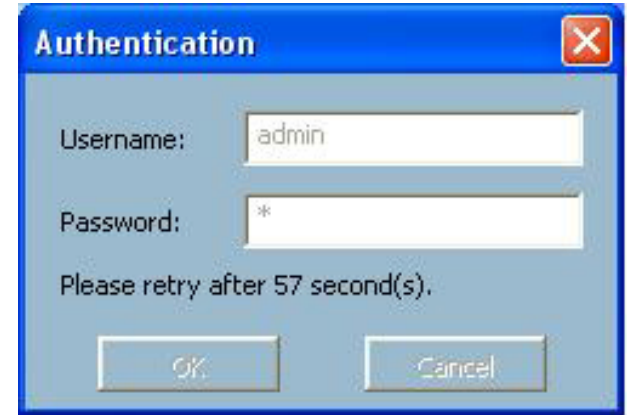 Authentication
Username: admin
Password: *
Please retry after 57 second(s).
OK Cancel